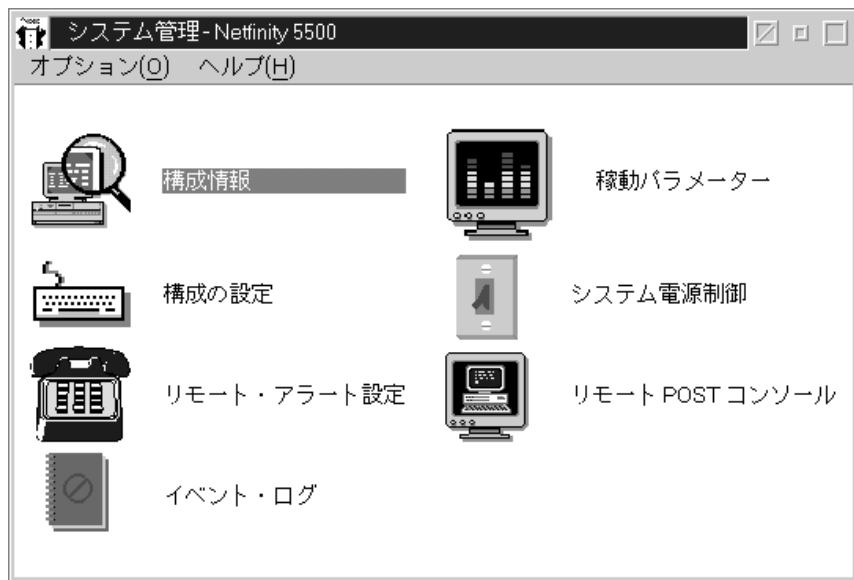 システム管理 - Netfinity 5500
オプション(O) ヘルプ(H)
構成情報
稼動パラメーター
構成の設定
システム電源制御
リモート・アラート設定
リモート POST コンソール
イベント・ログ